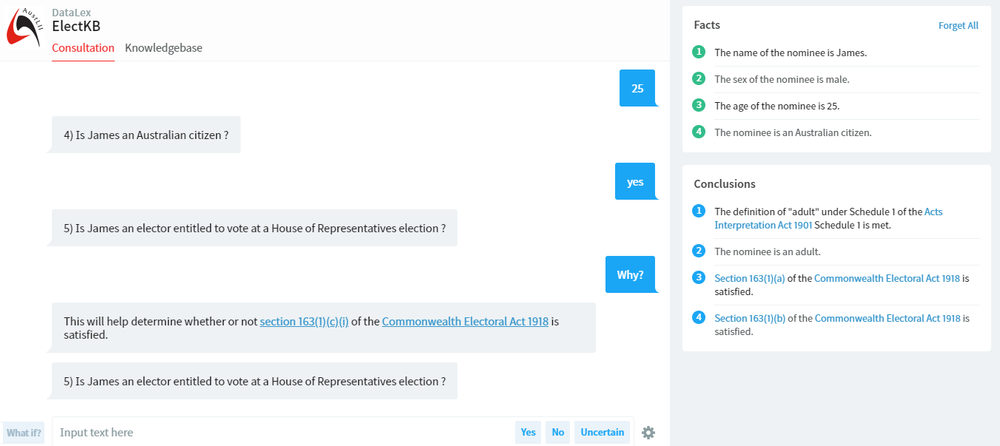 AustLII
DataLex
ElectKB
Consultation Knowledgebase
25
4) Is James an Australian citizen ?
yes
5) Is James an elector entitled to vote at a House of Representatives election ?
Why?
This will help determine whether or not section 163(1)(c)(i) of the Commonwealth Electoral Act 1918 is
satisfied.
5) Is James an elector entitled to vote at a House of Representatives election ?
What if? Input text here Yes No Uncertain
Facts Forget All
1 The name of the nominee is James.
2 The sex of the nominee is male.
3 The age of the nominee is 25.
4 The nominee is an Australian citizen.
Conclusions
1 The definition of "adult" under Schedule 1 of the Acts
Interpretation Act 1901 Schedule 1 is met.
2 The nominee is an adult.
3 Section 163(1)(a) of the Commonwealth Electoral Act 1918 is
satisfied.
4 Section 163(1)(b) of the Commonwealth Electoral Act 1918 is
satisfied.